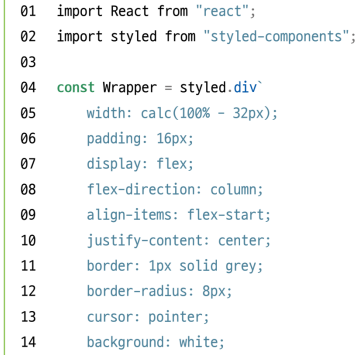 01 import React from "react";
02 import styled from "styled-components";
03
04 const Wrapper = styled.div`
05     width: calc(100% - 32px);
06     padding: 16px;
07     display: flex;
08     flex-direction: column;
09     align-items: flex-start;
10     justify-content: center;
11     border: 1px solid grey;
12     border-radius: 8px;
13     cursor: pointer;
14     background: white;